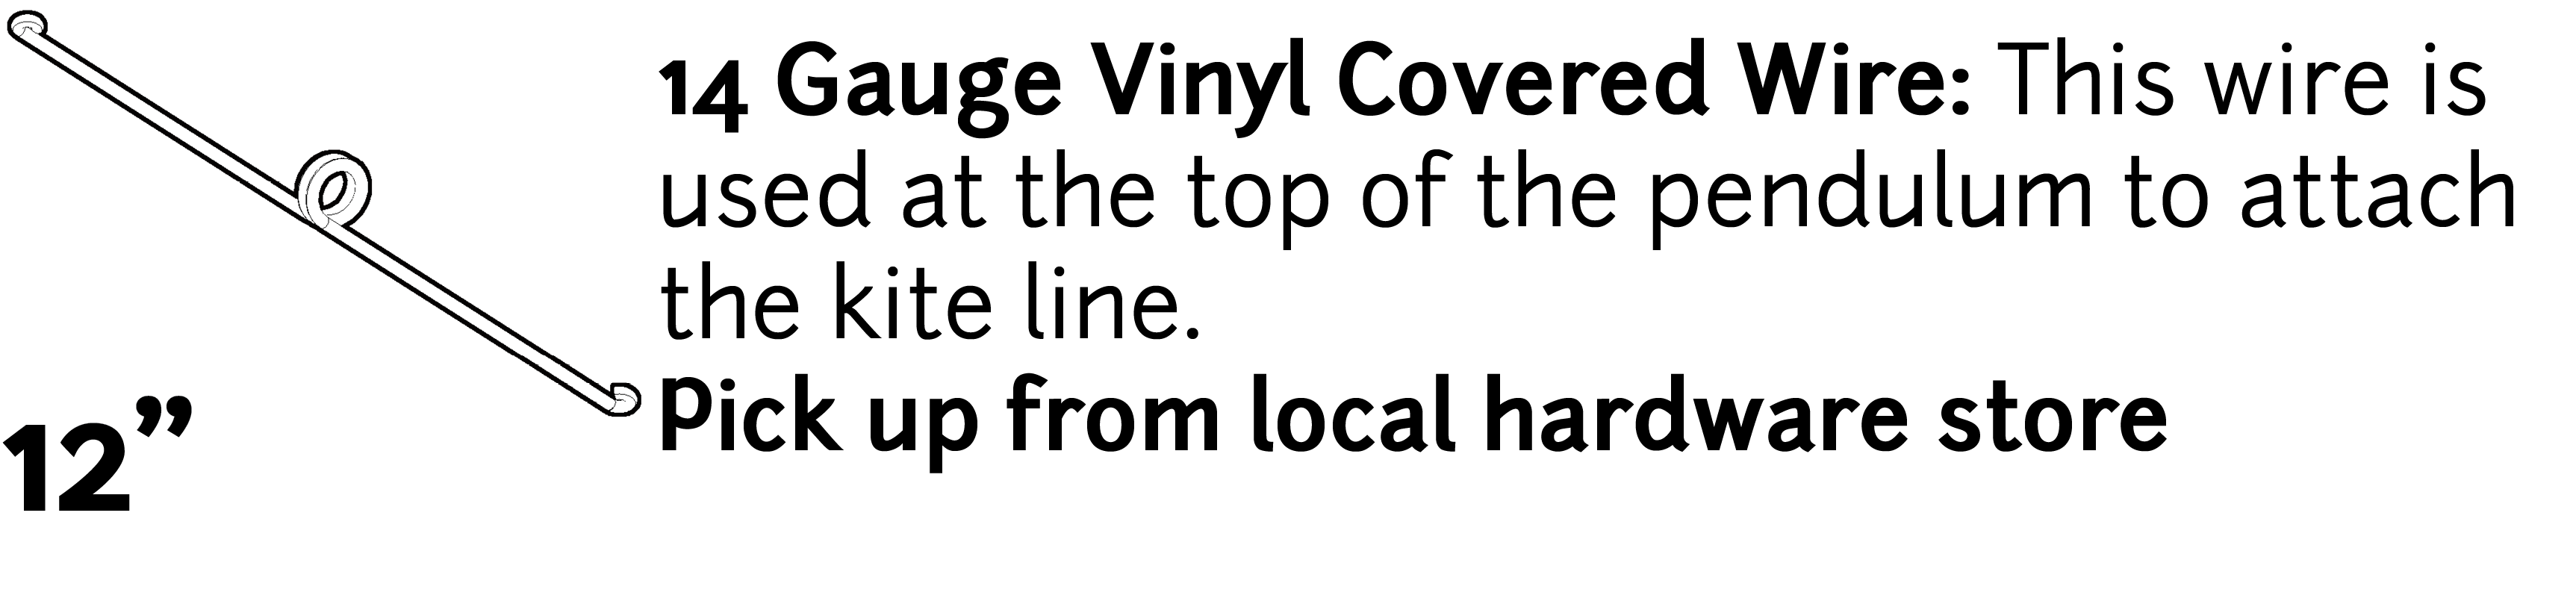 14 Gauge Vinyl Covered Wire: This wire is
used at the top of the pendulum to attach
the kite line.
Pick up from local hardware store
12”